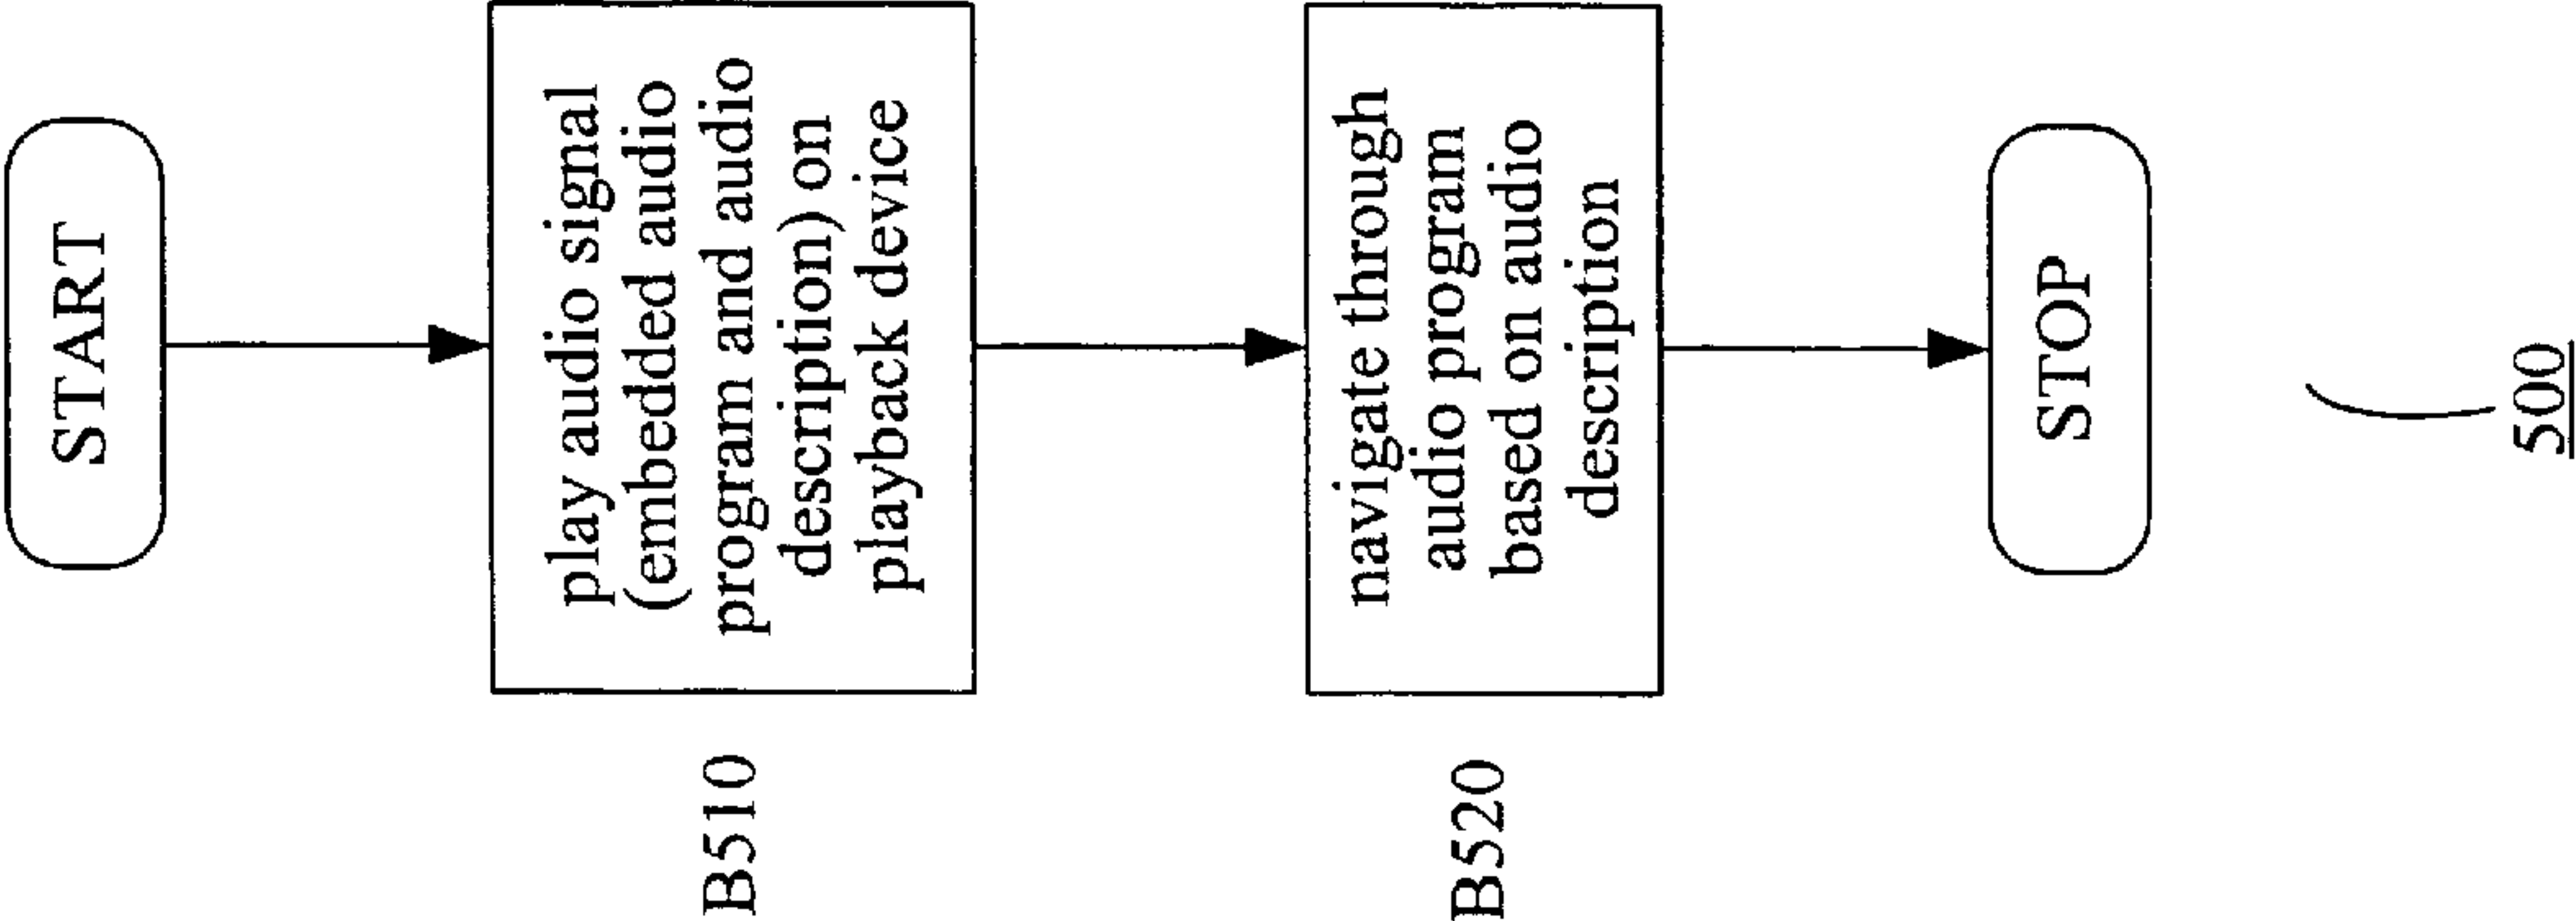 START
B510
play audio signal
(embedded audio
program and audio
description) on
playback device
B520
navigate through
audio program
based on audio
description
STOP
500